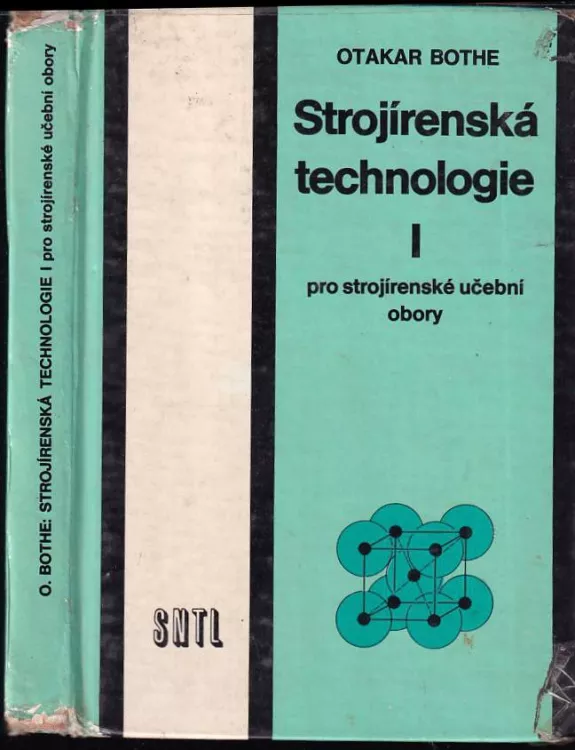 O. BOTHE: STROJÍRENSKÁ TECHNOLOGIE I pro strojírenské učební obory
OTAKAR BOTHE
Strojírenská
technologie
I
pro strojírenské učební
obory
SNTL